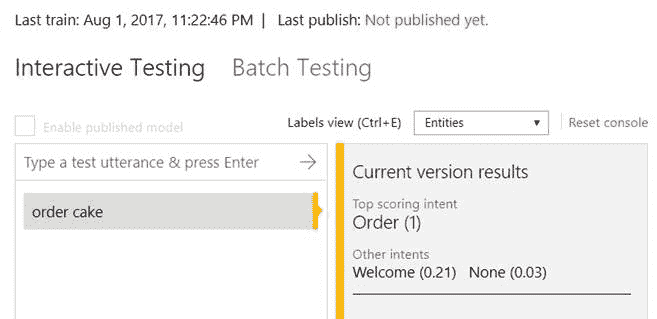 Last train: Aug 1, 2017, 11:22:46 PM | Last publish: Not published yet.
Interactive Testing Batch Testing
Enable published model
Labels view (Ctrl+E) Entities Reset console
Type a test utterance & press Enter
order cake
Current version results
Top scoring intent
Order (1)
Other intents
Welcome (0.21) None (0.03)